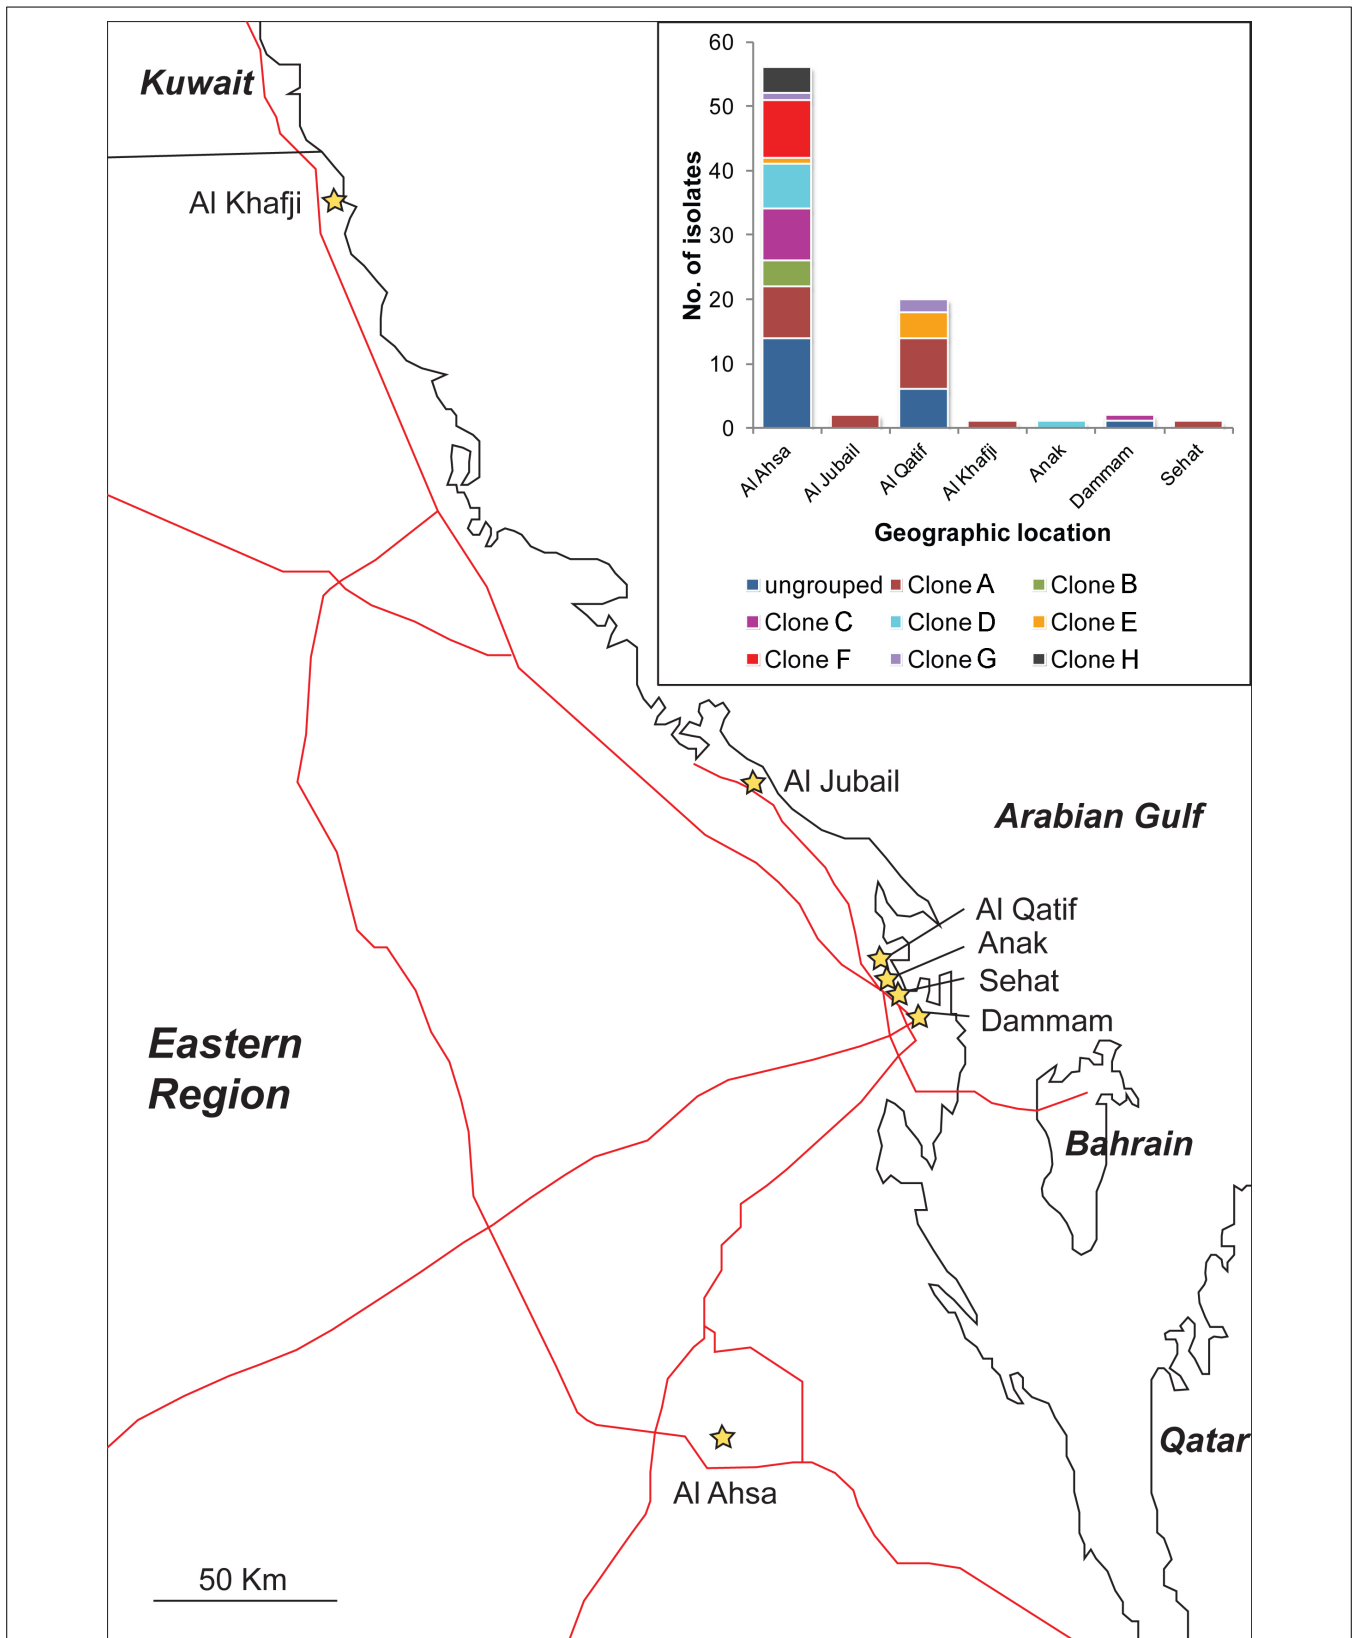 Kuwait
Al Khafji
60
50
40
30
20
10
0
No. of isolates
Al Ahsa
Al Jubail
Al Qatif
Al Khafji
Anak
Dammam
Sehat
Geographic location
ungrouped Clone A Clone B
Clone C Clone D Clone E
Clone F Clone G Clone H
Al Jubail
Arabian Gulf
Al Qatif
Anak
Sehat
Dammam
Eastern
Region
Bahrain
Qatar
Al Ahsa
50 Km